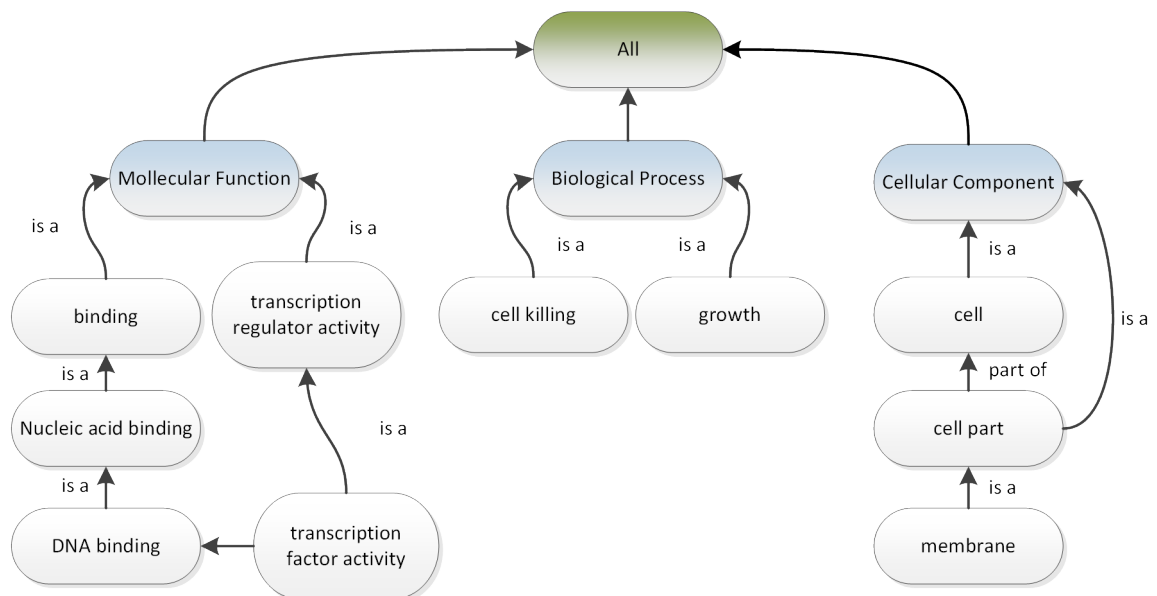 All
Mollecular Function
Biological Process
Cellular Component
is a
is a
is a
is a
is a
is a
binding
transcription
regulator activity
cell killing
growth
cell
is a
part of
Nucleic acid binding
is a
cell part
is a
is a
DNA binding
transcription
factor activity
membrane